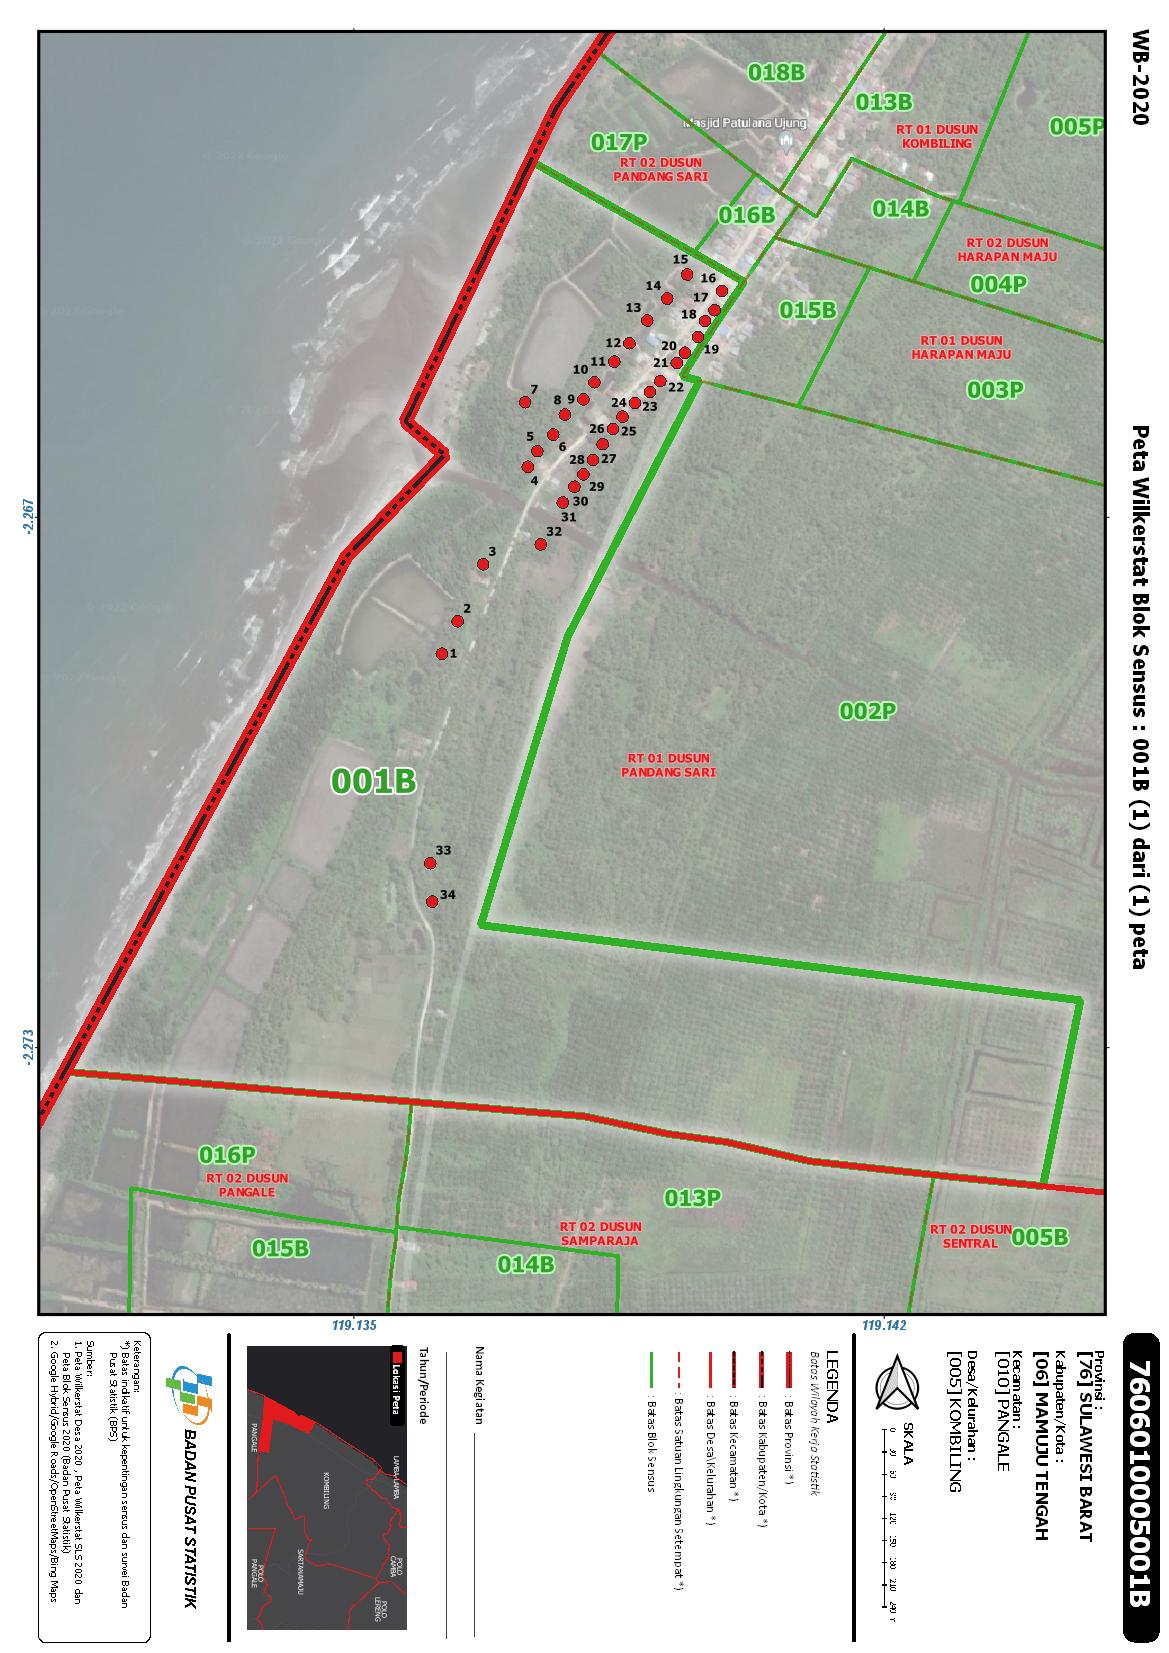 WB-2020
Peta Wilkerstat Blok Sensus : 001B (1) dari (1) peta
018B
013B
005P
Masjid Patulana Ujung
RT 01 DUSUN
KOMBILING
017P
RT 02 DUSUN
PANDANG SARI
016B
014B
RT 02 DUSUN
HARAPAN MAJU
004P
015B
RT 01 DUSUN
HARAPAN MAJU
003P
15
16
14
17
13
18
12
20
19
11
21
10
22
7
8
9
24
23
5
6
26
25
4
28
27
29
30
31
32
3
2
1
002P
RT 01 DUSUN
PANDANG SARI
001B
33
34
016P
RT 02 DUSUN
PANGALE
013P
RT 02 DUSUN
SAMPARAJA
RT 02 DUSUN
SENTRAL
005B
015B
014B
-2.267
-2.273
119.135
119.142
7606010005001B
Provinsi :
[76] SULAWESI BARAT
Kabupaten/Kota :
[06] MAMUJU TENGAH
Kecamatan :
[010] PANGALE
Desa/Kelurahan :
[005] KOMBILING
SKALA
LEGENDA
Batas Wilayah Kerja Statistik
: Batas Provinsi *)
: Batas Kabupaten/Kota *)
: Batas Kecamatan *)
: Batas Desa\Kelurahan *)
: Batas Satuan Lingkungan Setempat *)
: Batas Blok Sensus
Nama Kegiatan
Tahun/Periode
Lokasi Peta
LAMBA-LAMBA
POLO
CAMBA
POLO
LERENG
KOMBILING
SARTANAMAJU
PANGALE
POLO
PANGALE
BADAN PUSAT STATISTIK
Keterangan:
*) Batas indikatif untuk kepentingan sensus dan survei Badan
Pusat Statistik (BPS)
Sumber:
1. Peta Wilkerstat Desa 2020 , Peta Wilkerstat SLS 2020 dan
Peta Blok Sensus 2020 (Badan Pusat Statistik)
2. Google Hybrid/Google Roads/OpenStreetMaps/Bing Maps